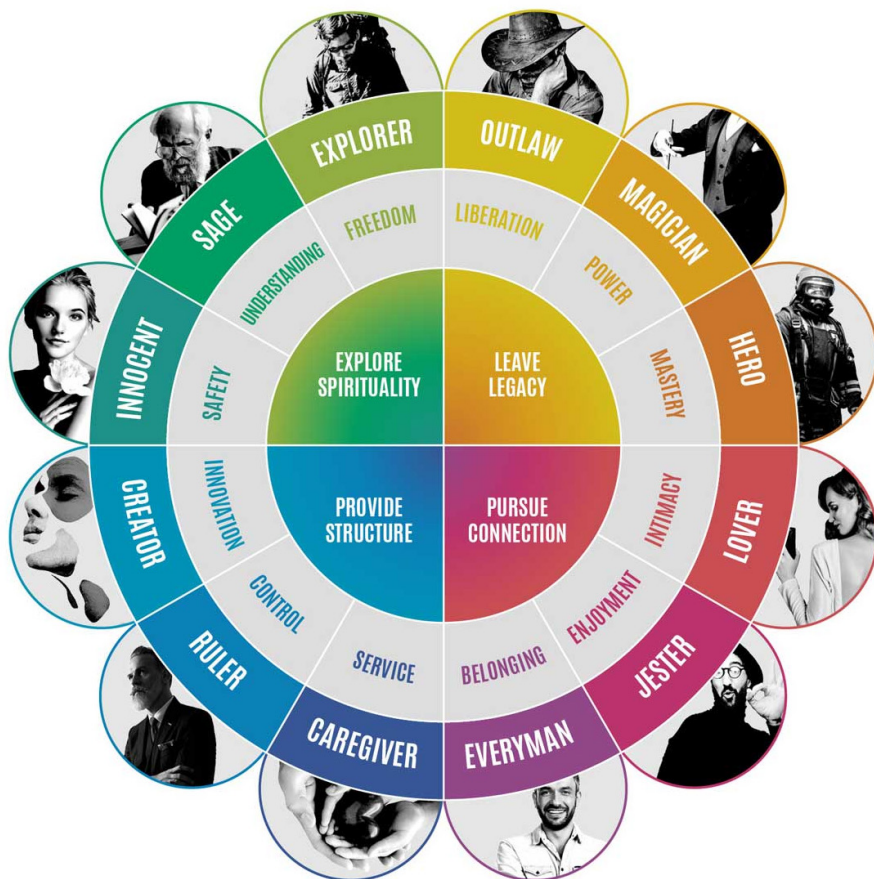 EXPLORER
OUTLAW
MAGICIAN
HERO
LOVER
JESTER
EVERYMAN
CAREGIVER
RULER
CREATOR
INNOCENT
SAGE
FREEDOM
LIBERATION
POWER
MASTERY
INTIMACY
ENJOYMENT
BELONGING
SERVICE
CONTROL
INNOVATION
SAFETY
UNDERSTANDING
EXPLORE
SPIRITUALITY
LEAVE
LEGACY
PROVIDE
STRUCTURE
PURSUE
CONNECTION